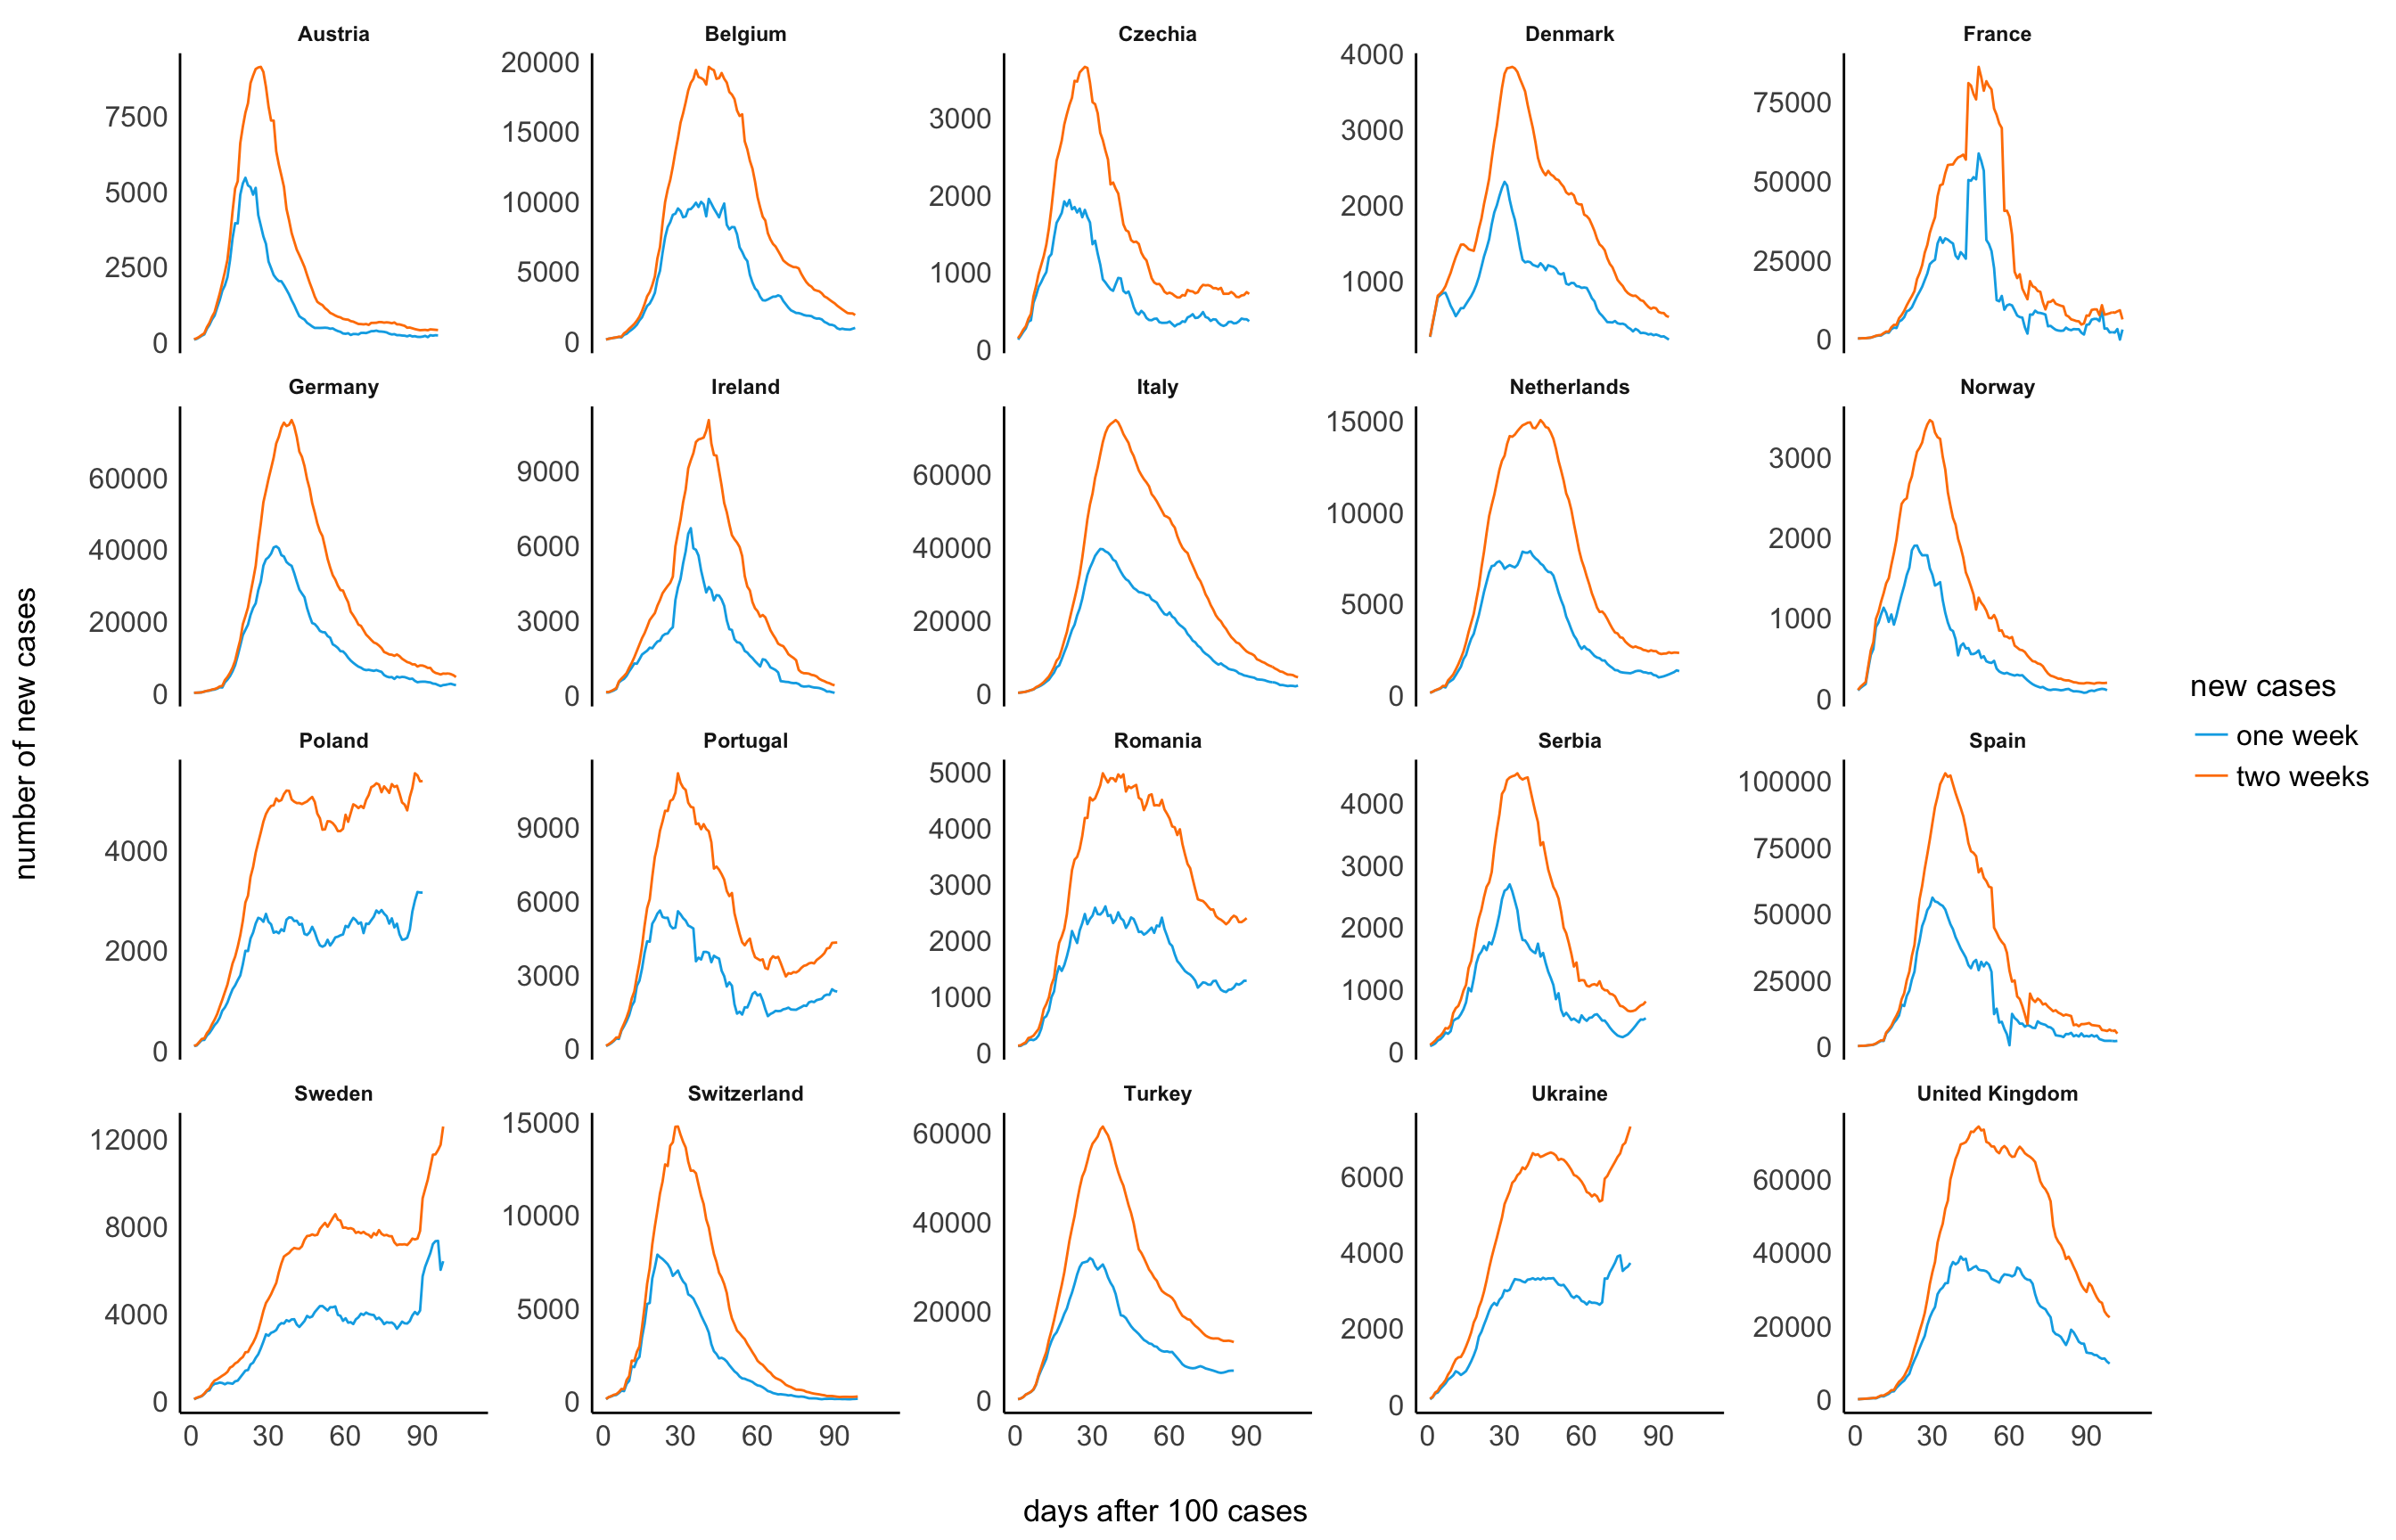 Austria Belgium Czechia Denmark France
7500 5000 2500 0
20000 15000 10000 5000 0
3000 2000 1000 0
4000 3000 2000 1000
75000 50000 25000 0
Germany Ireland Italy Netherlands Norway
60000 40000 20000 0
9000 6000 3000 0
60000 40000 20000 0
15000 10000 5000 0
3000 2000 1000 0
Poland Portugal Romania Serbia Spain
4000 2000 0
9000 6000 3000 0
5000 4000 3000 2000 1000 0
4000 3000 2000 1000 0
100000 75000 50000 25000 0
Sweden Switzerland Turkey Ukraine United Kingdom
12000 8000 4000 0
15000 10000 5000 0
60000 40000 20000 0
6000 4000 2000 0
60000 40000 20000 0
0 30 60 90 0 30 60 90 0 30 60 90 0 30 60 90 0 30 60 90
days after 100 cases
number of new cases
new cases
one week
two weeks